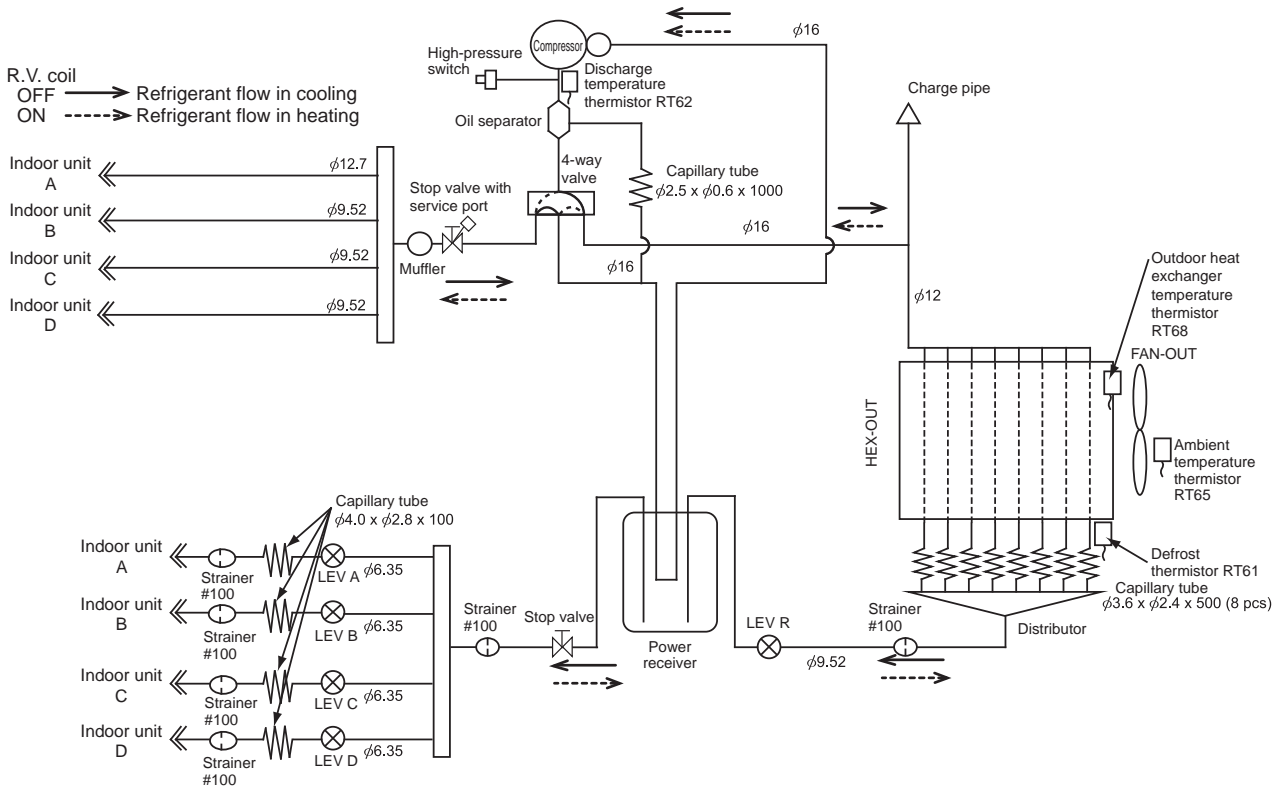 R.V. coil
OFF Refrigerant flow in cooling
ON Refrigerant flow in heating
Compressor
High-pressure
switch
Discharge
temperature
thermistor RT62
Oil separator
4-way
valve
Capillary tube
ϕ2.5 x ϕ0.6 x 1000
ϕ16
Charge pipe
Indoor unit
A
ϕ12.7
Indoor unit
B
ϕ9.52
Indoor unit
C
ϕ9.52
Indoor unit
D
ϕ9.52
Stop valve with
service port
Muffler
ϕ16
ϕ16
ϕ12
Outdoor heat
exchanger
temperature
thermistor
RT68
FAN-OUT
HEX-OUT
Ambient
temperature
thermistor
RT65
Defrost
thermistor RT61
Capillary tube
ϕ3.6 x ϕ2.4 x 500 (8 pcs)
Distributor
Capillary tube
ϕ4.0 x ϕ2.8 x 100
Indoor unit
A
Strainer
#100
LEV A
ϕ6.35
Indoor unit
B
Strainer
#100
LEV B
ϕ6.35
Indoor unit
C
Strainer
#100
LEV C
ϕ6.35
Indoor unit
D
Strainer
#100
LEV D
ϕ6.35
Strainer
#100
Stop valve
Power
receiver
LEV R
ϕ9.52
Strainer
#100